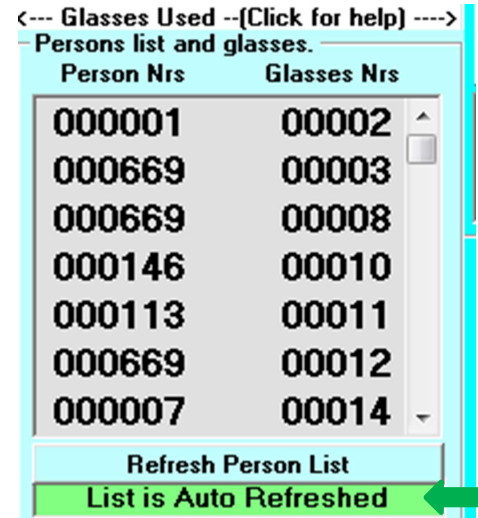 <--- Glasses Used --(Click for help) ---->
Persons list and glasses.
Person Nrs Glasses Nrs
000001 00002
000669 00003
000669 00008
000146 00010
000113 00011
000669 00012
000007 00014
Refresh Person List
List is Auto Refreshed